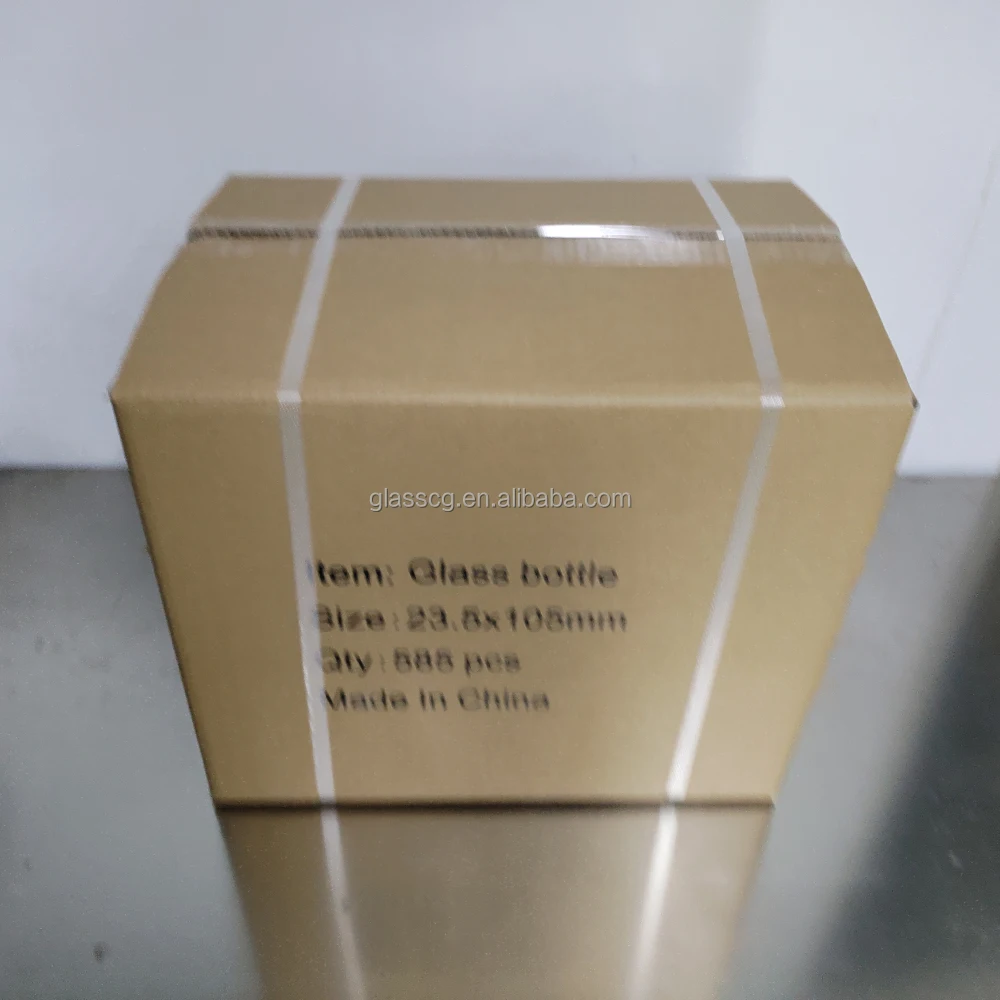 glasscg.en.alibaba.com
Item: Glass bottle
Size:23.5x105mm
Qty:585 pcs
Made In China